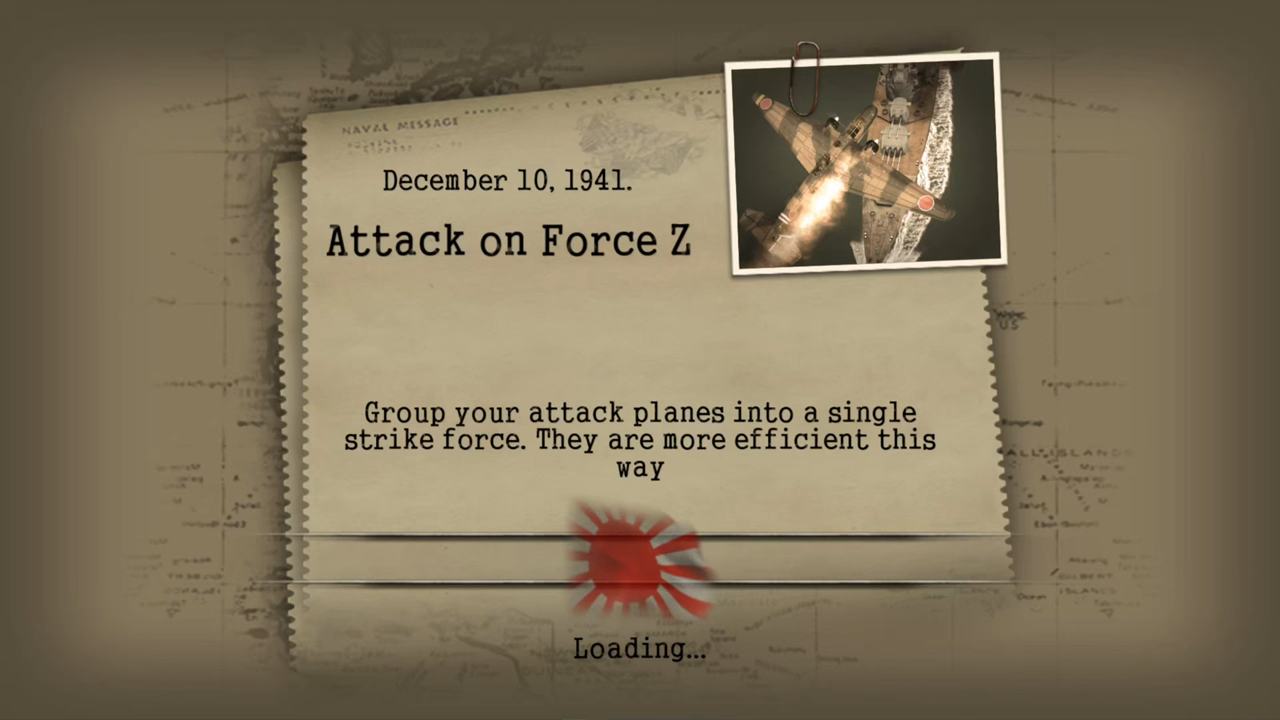 NAVAL MESSAGE
December 10, 1941.
Attack on Force Z
Group your attack planes into a single
strike force. They are more efficient this
way
Loading...